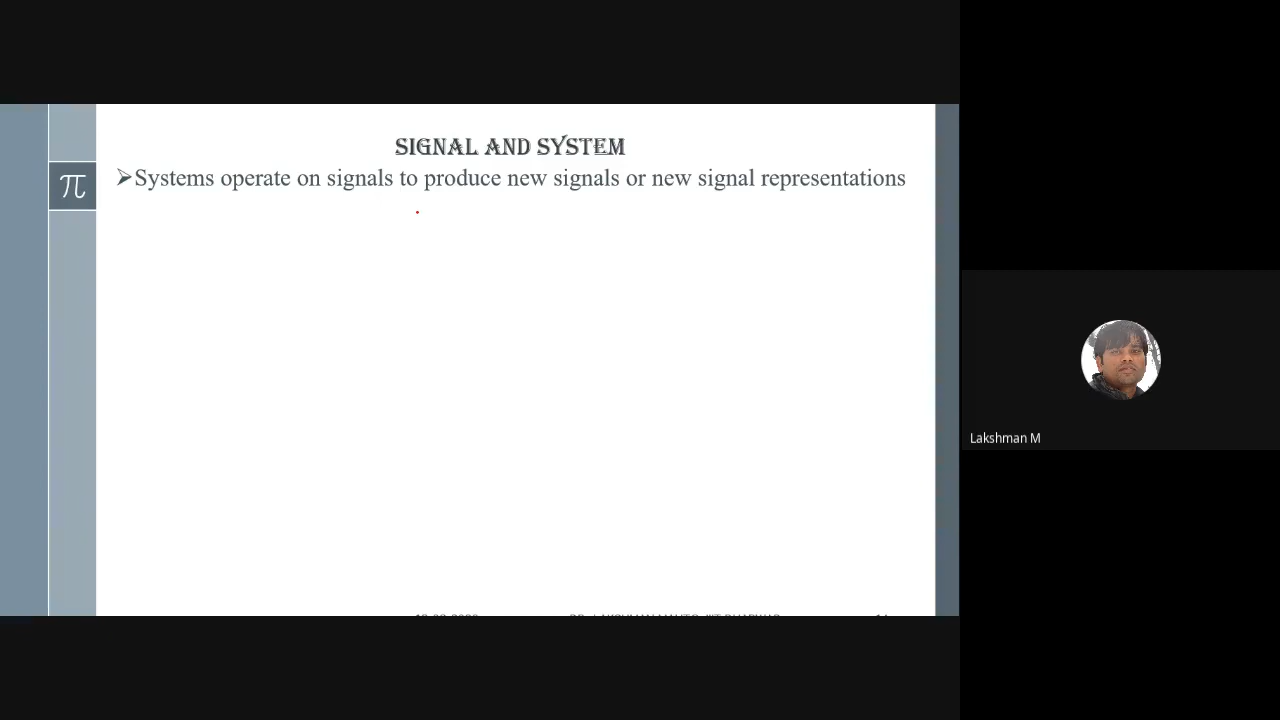 SIGNAL AND SYSTEM
π
➢Systems operate on signals to produce new signals or new signal representations
Lakshman M